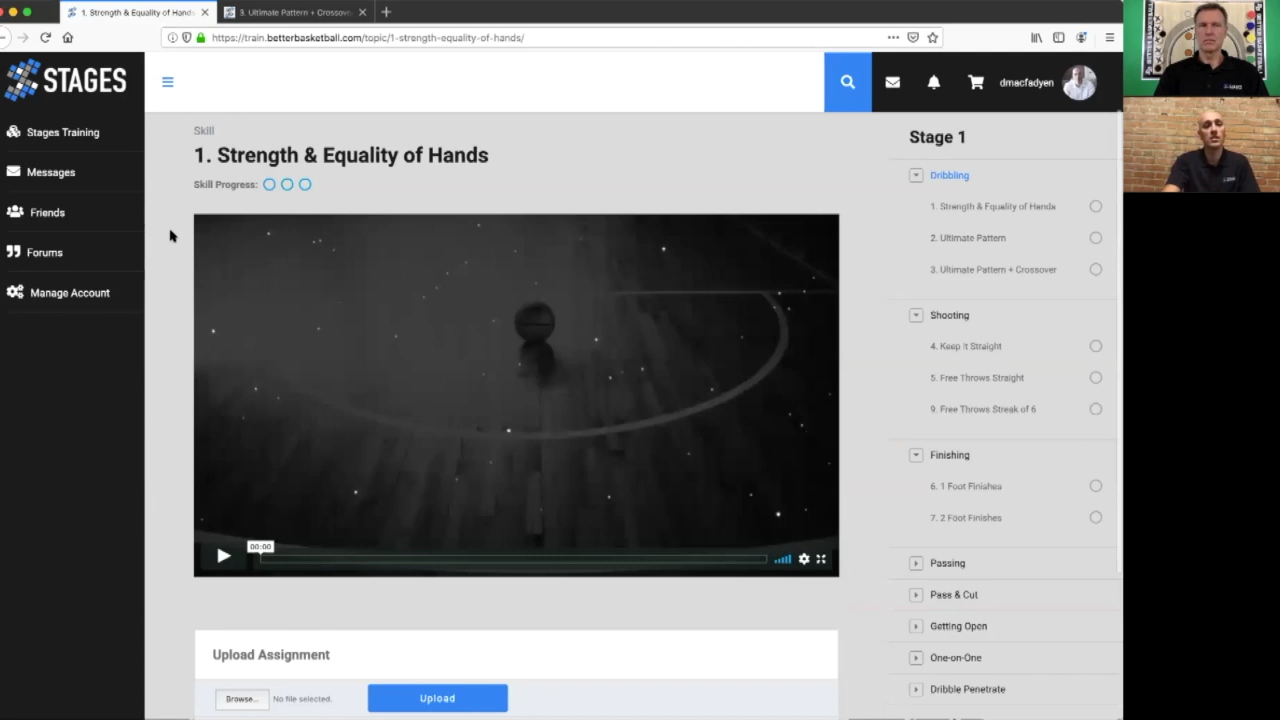 1. Strength & Equality of Hands
3. Ultimate Pattern + Crossover
https://train.betterbasketball.com/topic/1-strength-equality-of-hands/
STAGES
dmacfadyen
Stages Training
Messages
Friends
Forums
Manage Account
Skill
1. Strength & Equality of Hands
Skill Progress:
00:00
Upload Assignment
Browse...
No file selected.
Upload
Stage 1
Dribbling
1. Strength & Equality of Hands
2. Ultimate Pattern
3. Ultimate Pattern + Crossover
Shooting
4. Keep It Straight
5. Free Throws Straight
9. Free Throws Streak of 6
Finishing
6. 1 Foot Finishes
7. 2 Foot Finishes
Passing
Pass & Cut
Getting Open
One-on-One
Dribble Penetrate